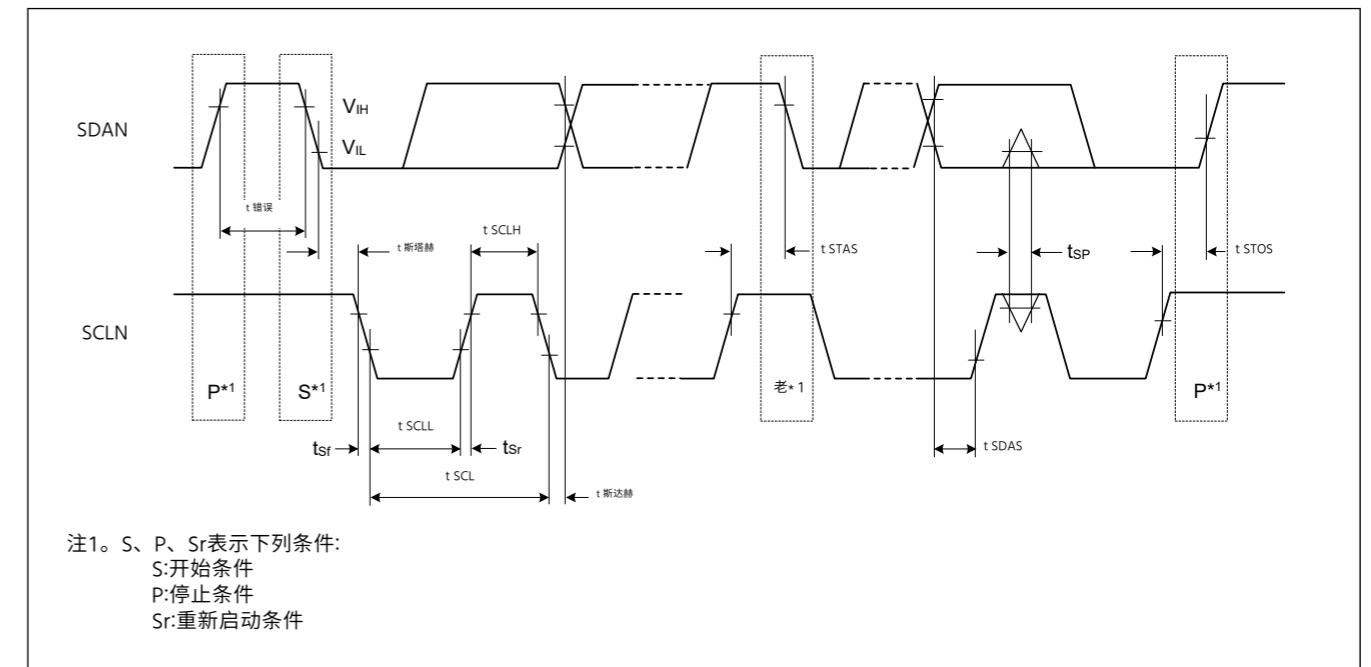 SDAN
VIH
VIL
t 错误
t 斯塔赫
t SCLH
t STAS
tSP
t STOS
SCLN
P*1
S*1
老* 1
P*1
t SCLL
tSf
tSr
t SDAS
t SCL
t 斯达赫
注1。S、P、Sr表示下列条件:
S:开始条件
P:停止条件
Sr:重新启动条件